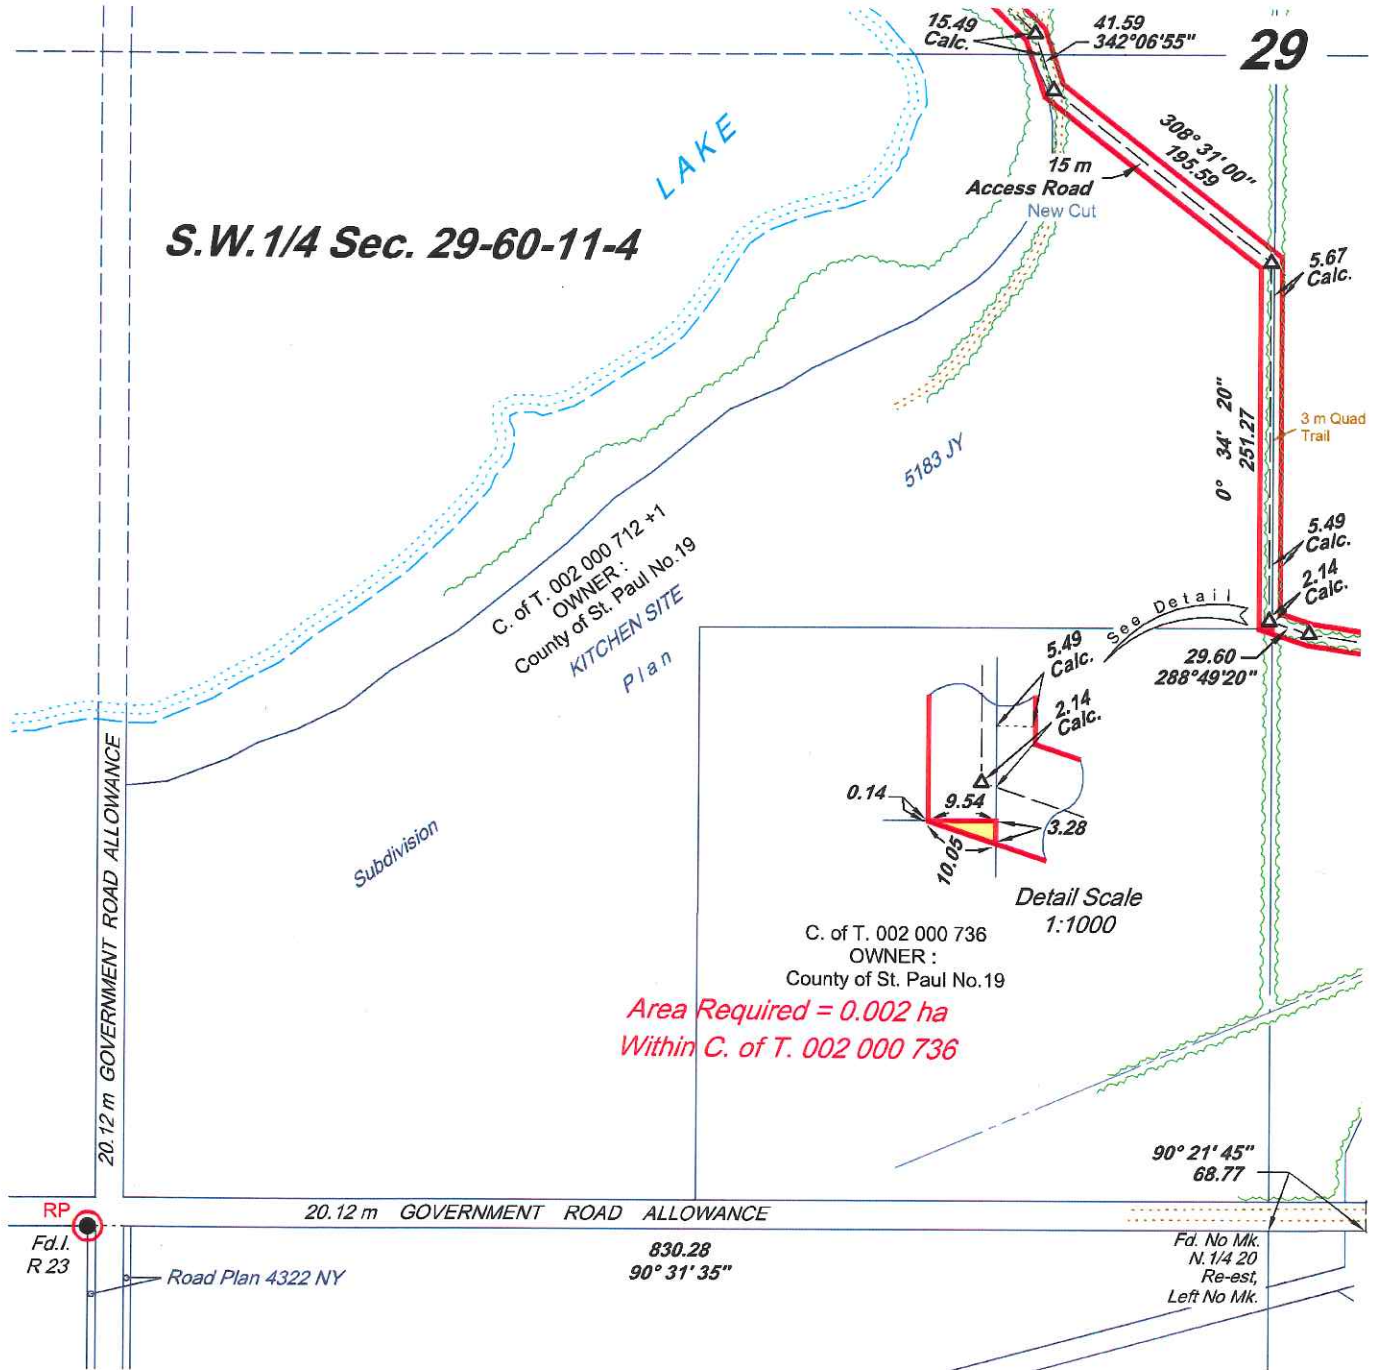 15.49
Calc.
41.59
342°06'55"
29
LAKE
308° 31' 00"
195.59
15 m
Access Road
New Cut
S.W.1/4 Sec. 29-60-11-4
5.67
Calc.
0° 34' 20"
251.27
3 m Quad
Trail
5183 JY
5.49
Calc.
2.14
Calc.
C. of T. 002 000 712 +1
OWNER :
County of St. Paul No.19
KITCHEN SITE
Plan
See Detail
29.60
288°49'20"
5.49
Calc.
2.14
Calc.
0.14
9.54
3.28
10.05
Detail Scale
1:1000
Subdivision
20.12 m GOVERNMENT ROAD ALLOWANCE
C. of T. 002 000 736
OWNER :
County of St. Paul No.19
Area Required = 0.002 ha
Within C. of T. 002 000 736
90° 21' 45"
68.77
RP
20.12 m GOVERNMENT ROAD ALLOWANCE
Fd.I.
R 23
830.28
90° 31' 35"
Road Plan 4322 NY
Fd. No Mk.
N.1/4 20
Re-est,
Left No Mk.